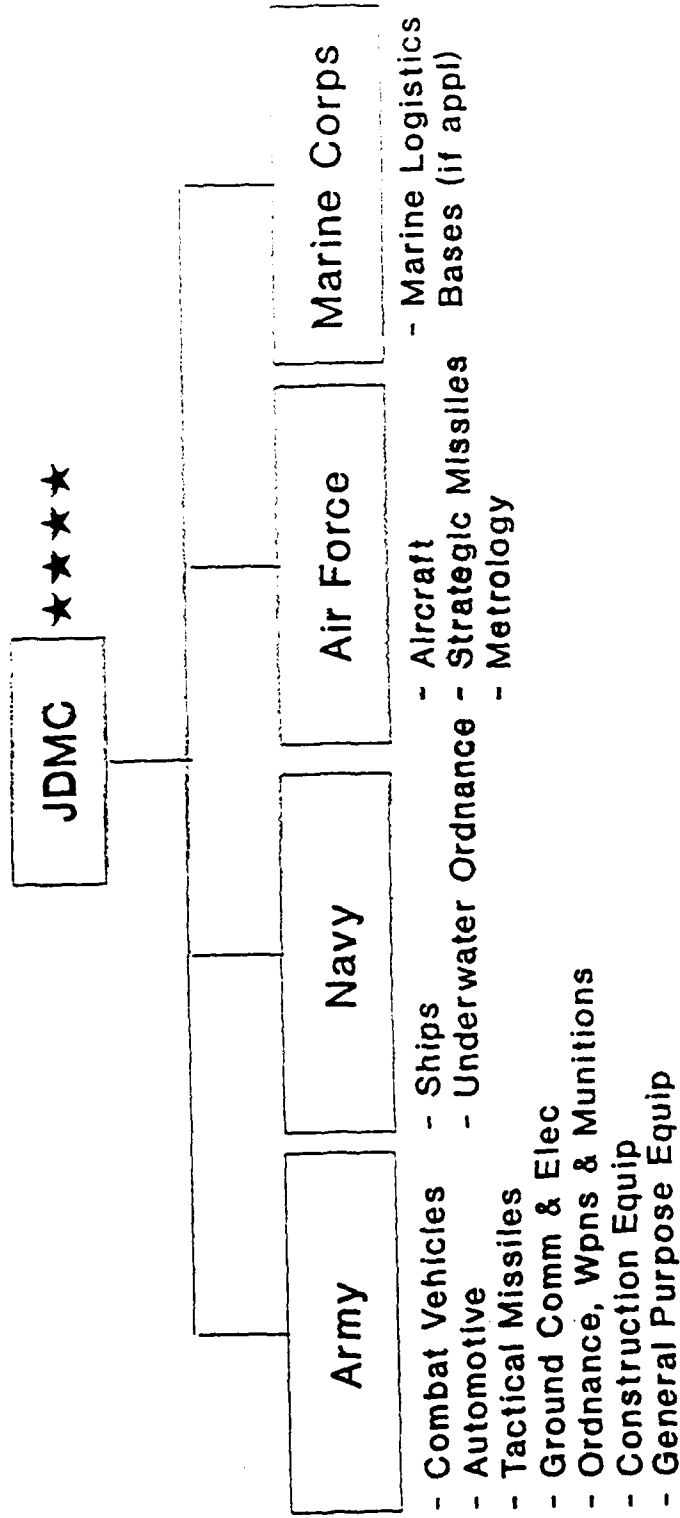 JDMC ★★★★
Army
- Combat Vehicles
- Automotive
- Tactical Missiles
- Ground Comm & Elec
- Ordnance, Wpns & Munitions
- Construction Equip
- General Purpose Equip
Navy
- Ships
- Underwater Ordnance
Air Force
- Aircraft
- Strategic Missiles
- Metrology
Marine Corps
- Marine Logistics
Bases (if appl)